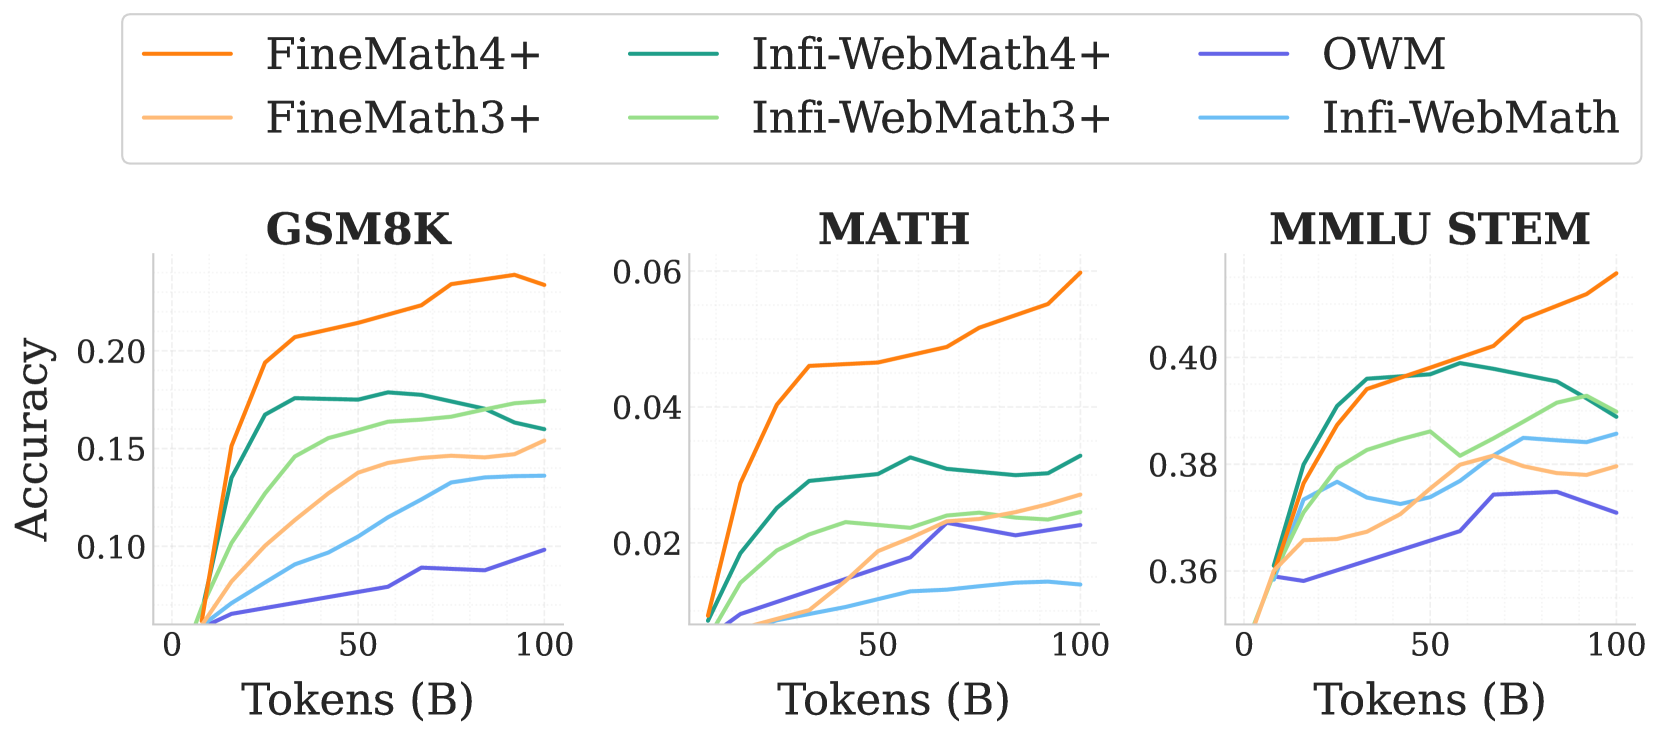 FineMath4+ Infi-WebMath4+ OWM
FineMath3+ Infi-WebMath3+ Infi-WebMath
GSM8K MATH MMLU STEM
Accuracy
0.20
0.15
0.10
0 50 100
Tokens (B)
0.06
0.04
0.02
50 100
Tokens (B)
0.40
0.38
0.36
0 50 100
Tokens (B)